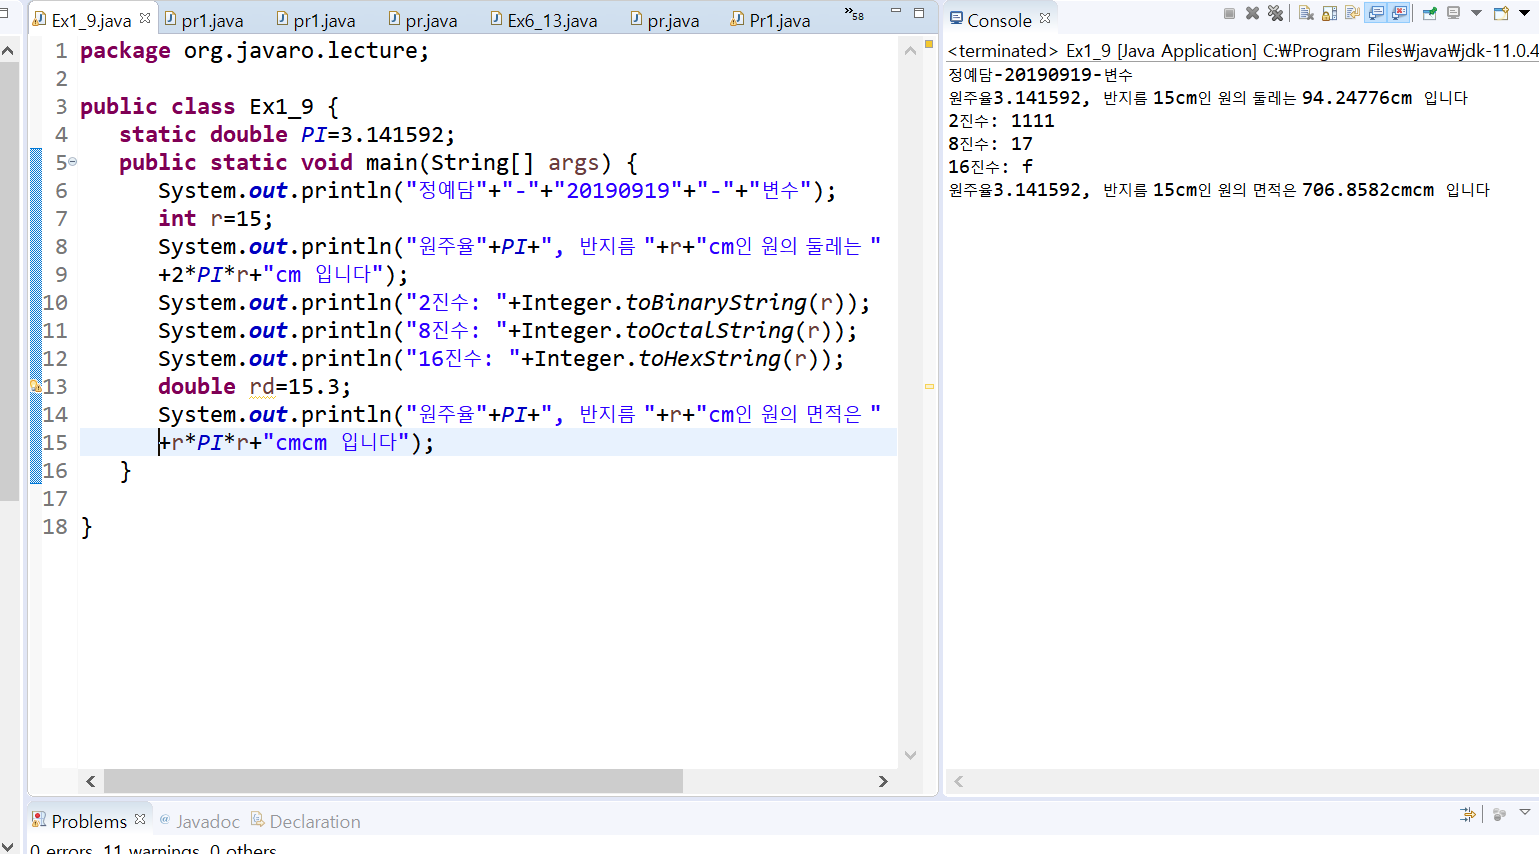 Ex1_9.java pr1.java pr1.java pr.java Ex6_13.java pr.java Pr1.java »58
1 package org.javaro.lecture;
2
3 public class Ex1_9 {
4 static double PI=3.141592;
5 public static void main(String[] args) {
6 System.out.println("정예담"+"-"+"20190919"+"-"+"변수");
7 int r=15;
8 System.out.println("원주율"+PI+", 반지름 "+r+"cm인 원의 둘레는 "
9 +2*PI*r+"cm 입니다");
10 System.out.println("2진수: "+Integer.toBinaryString(r));
11 System.out.println("8진수: "+Integer.toOctalString(r));
12 System.out.println("16진수: "+Integer.toHexString(r));
13 double rd=15.3;
14 System.out.println("원주율"+PI+", 반지름 "+r+"cm인 원의 면적은 "
15 +r*PI*r+"cmcm 입니다");
16 }
17
18 }
Console
<terminated> Ex1_9 [Java Application] C:₩Program Files₩java₩jdk-11.0.4
정예담-20190919-변수
원주율3.141592, 반지름 15cm인 원의 둘레는 94.24776cm 입니다
2진수: 1111
8진수: 17
16진수: f
원주율3.141592, 반지름 15cm인 원의 면적은 706.8582cmcm 입니다
Problems @ Javadoc Declaration
0 errors, 11 warnings, 0 others